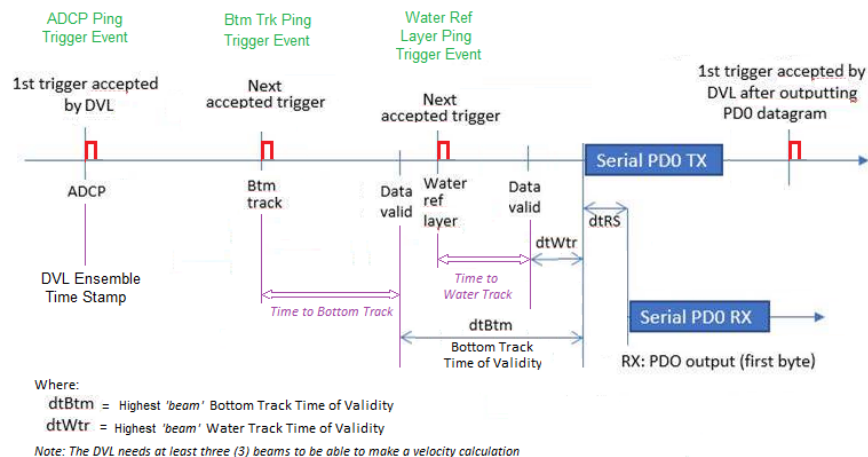 ADCP Ping
Trigger Event
Btm Trk Ping
Trigger Event
Water Ref
Layer Ping
Trigger Event
1st trigger accepted
by DVL
Next
accepted trigger
Next
accepted trigger
1st trigger accepted by
DVL after outputting
PD0 datagram
Serial PD0 TX
ADCP
Btm
track
Data
valid
Water
ref
layer
Data
valid
dtRS
dtWtr
DVL Ensemble
Time Stamp
Time to
Water Track
Time to Bottom Track
Serial PD0 RX
dtBtm
Bottom Track
Time of Validity
RX: PDO output (first byte)
Where:
dtBtm = Highest 'beam' Bottom Track Time of Validity
dtWtr = Highest 'beam' Water Track Time of Validity
Note: The DVL needs at least three (3) beams to be able to make a velocity calculation